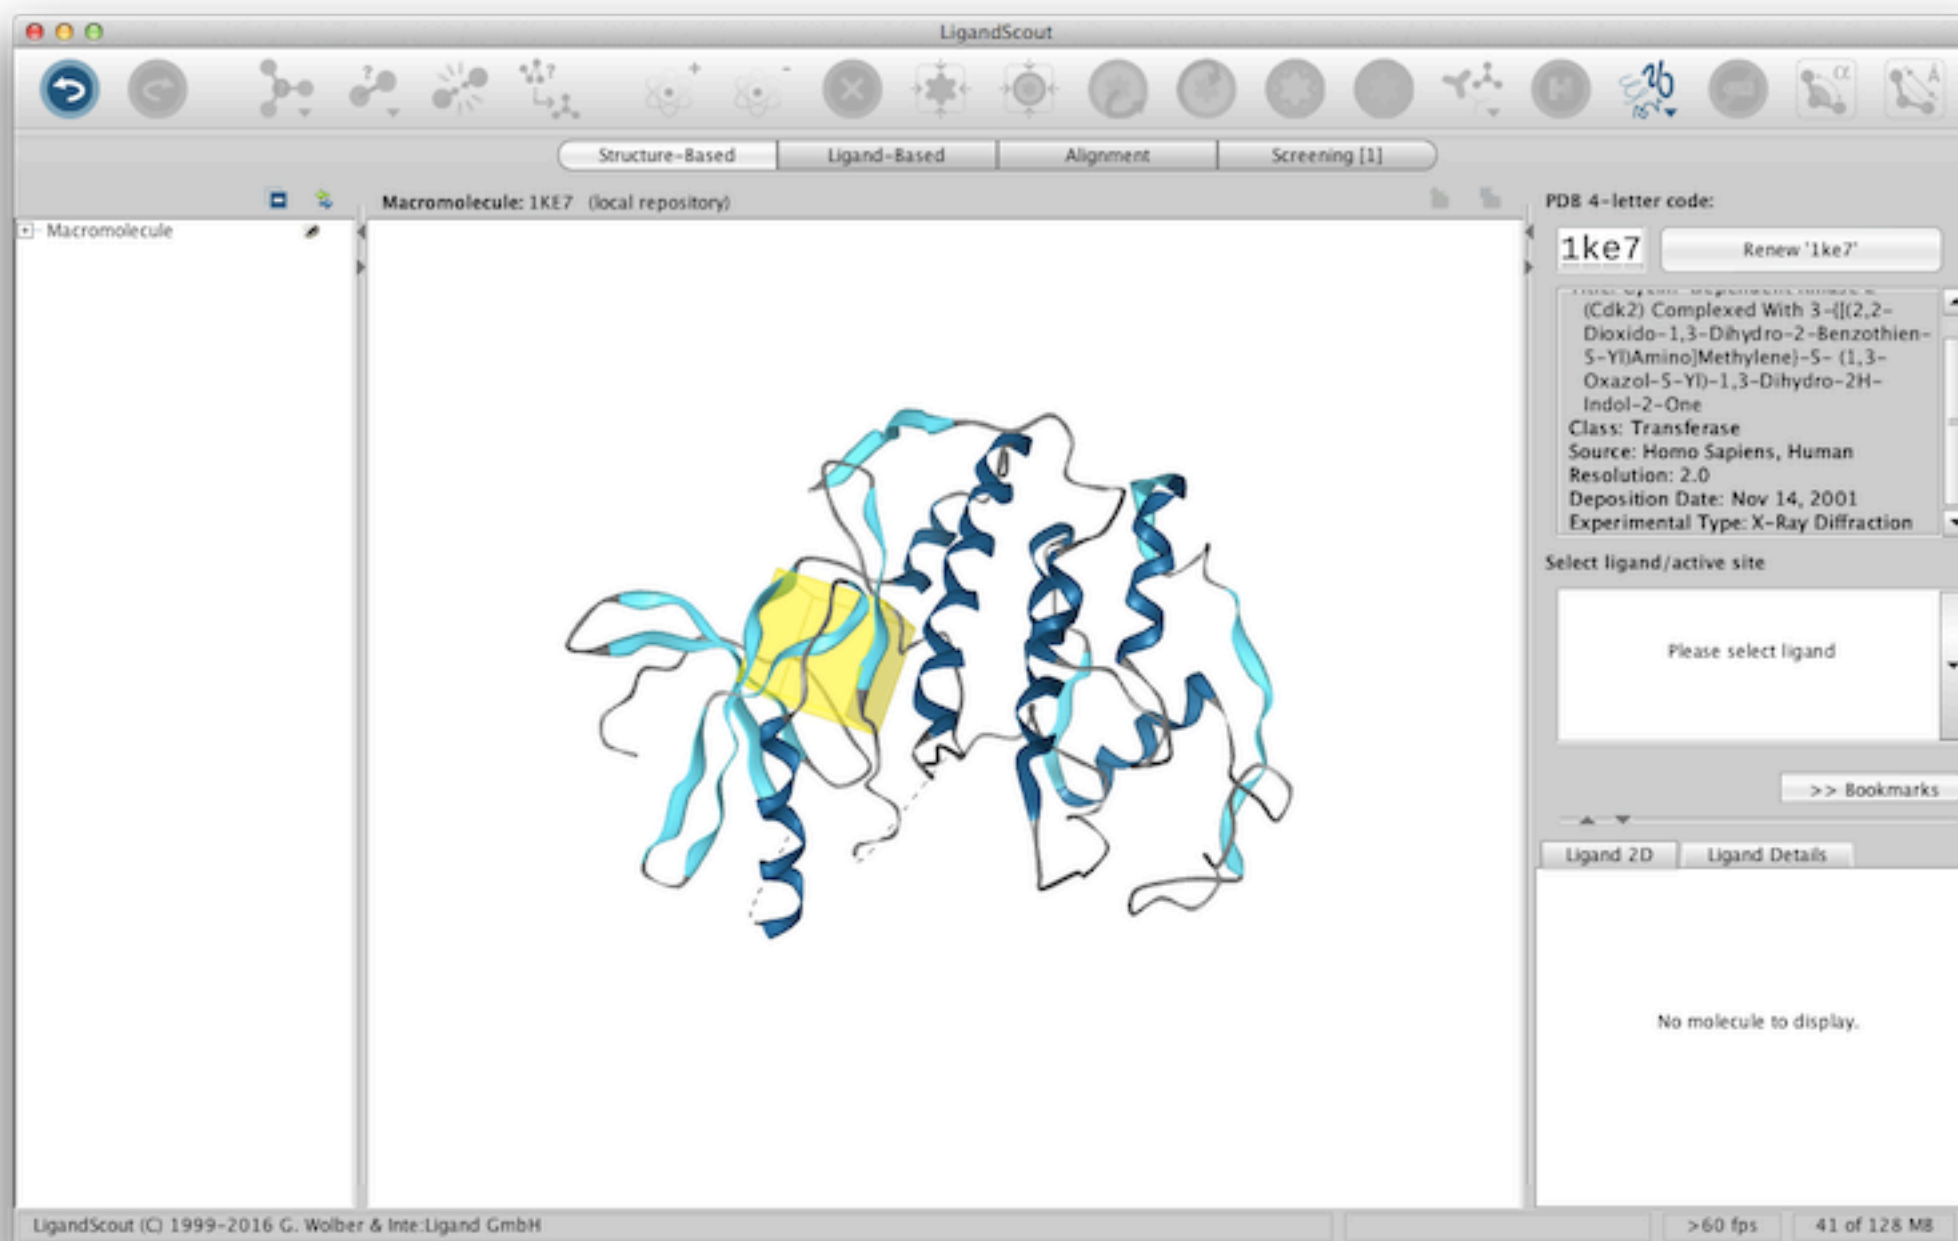 LigandScout
Structure-Based Ligand-Based Alignment Screening [1]
Macromolecule: 1KE7 (local repository)
PDB 4-letter code:
Macromolecule
1ke7 Renew '1ke7'
(Cdk2) Complexed With 3-{[(2,2-
Dioxido-1,3-Dihydro-2-Benzothien-
5-Yl)Amino]Methylene}-5- (1,3-
Oxazol-5-Yl)-1,3-Dihydro-2H-
Indol-2-One
Class: Transferase
Source: Homo Sapiens, Human
Resolution: 2.0
Deposition Date: Nov 14, 2001
Experimental Type: X-Ray Diffraction
Select ligand/active site
Please select ligand
>> Bookmarks
Ligand 2D Ligand Details
No molecule to display.
LigandScout (C) 1999-2016 G. Wolber & Inte:Ligand GmbH
>60 fps 41 of 128 MB